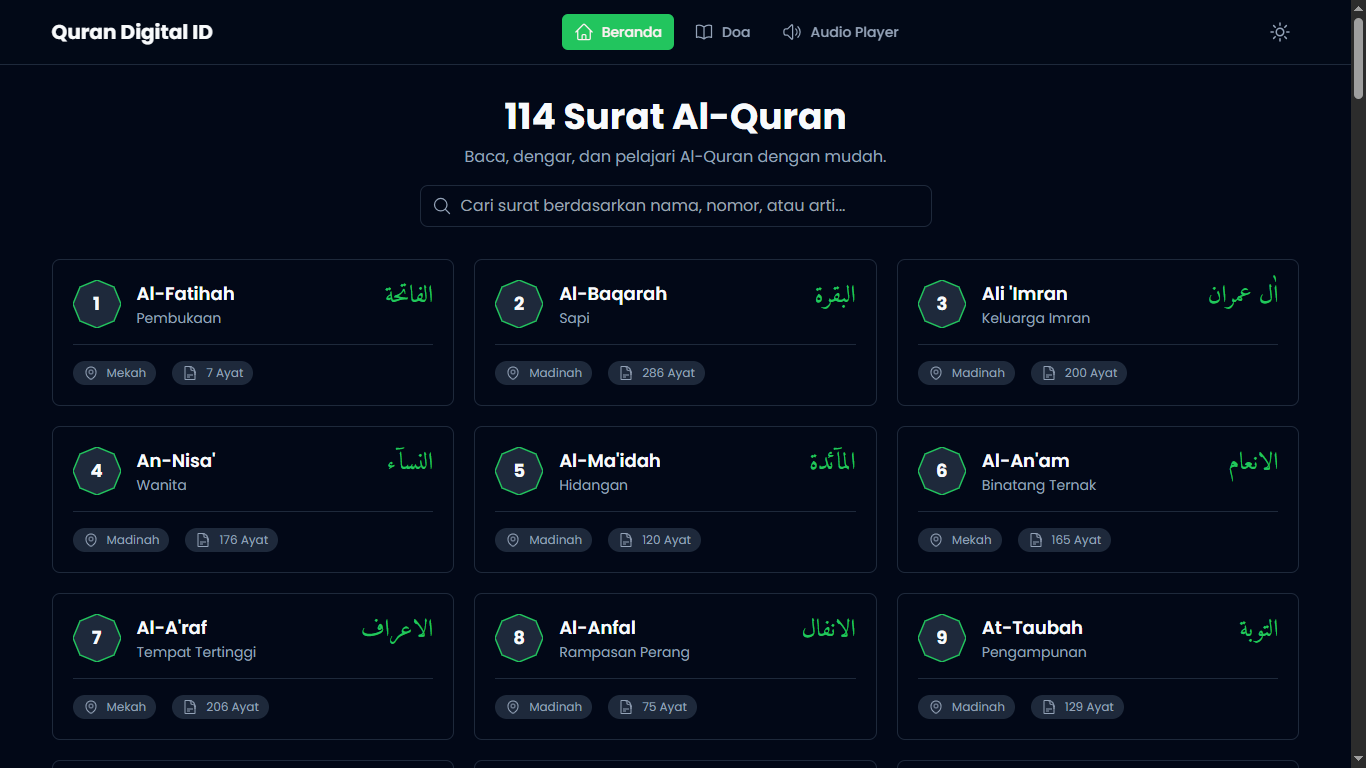 Quran Digital ID
Beranda
Doa
Audio Player
114 Surat Al-Quran
Baca, dengar, dan pelajari Al-Quran dengan mudah.
Cari surat berdasarkan nama, nomor, atau arti...
1
Al-Fatihah
الفاتحة
Pembukaan
Mekah
7 Ayat
2
Al-Baqarah
البقرة
Sapi
Madinah
286 Ayat
3
Ali 'Imran
اٰل عمران
Keluarga Imran
Madinah
200 Ayat
4
An-Nisa'
النساۤء
Wanita
Madinah
176 Ayat
5
Al-Ma'idah
الماۤئدة
Hidangan
Madinah
120 Ayat
6
Al-An'am
الانعام
Binatang Ternak
Mekah
165 Ayat
7
Al-A'raf
الاعراف
Tempat Tertinggi
Mekah
206 Ayat
8
Al-Anfal
الانفال
Rampasan Perang
Madinah
75 Ayat
9
At-Taubah
التوبة
Pengampunan
Madinah
129 Ayat